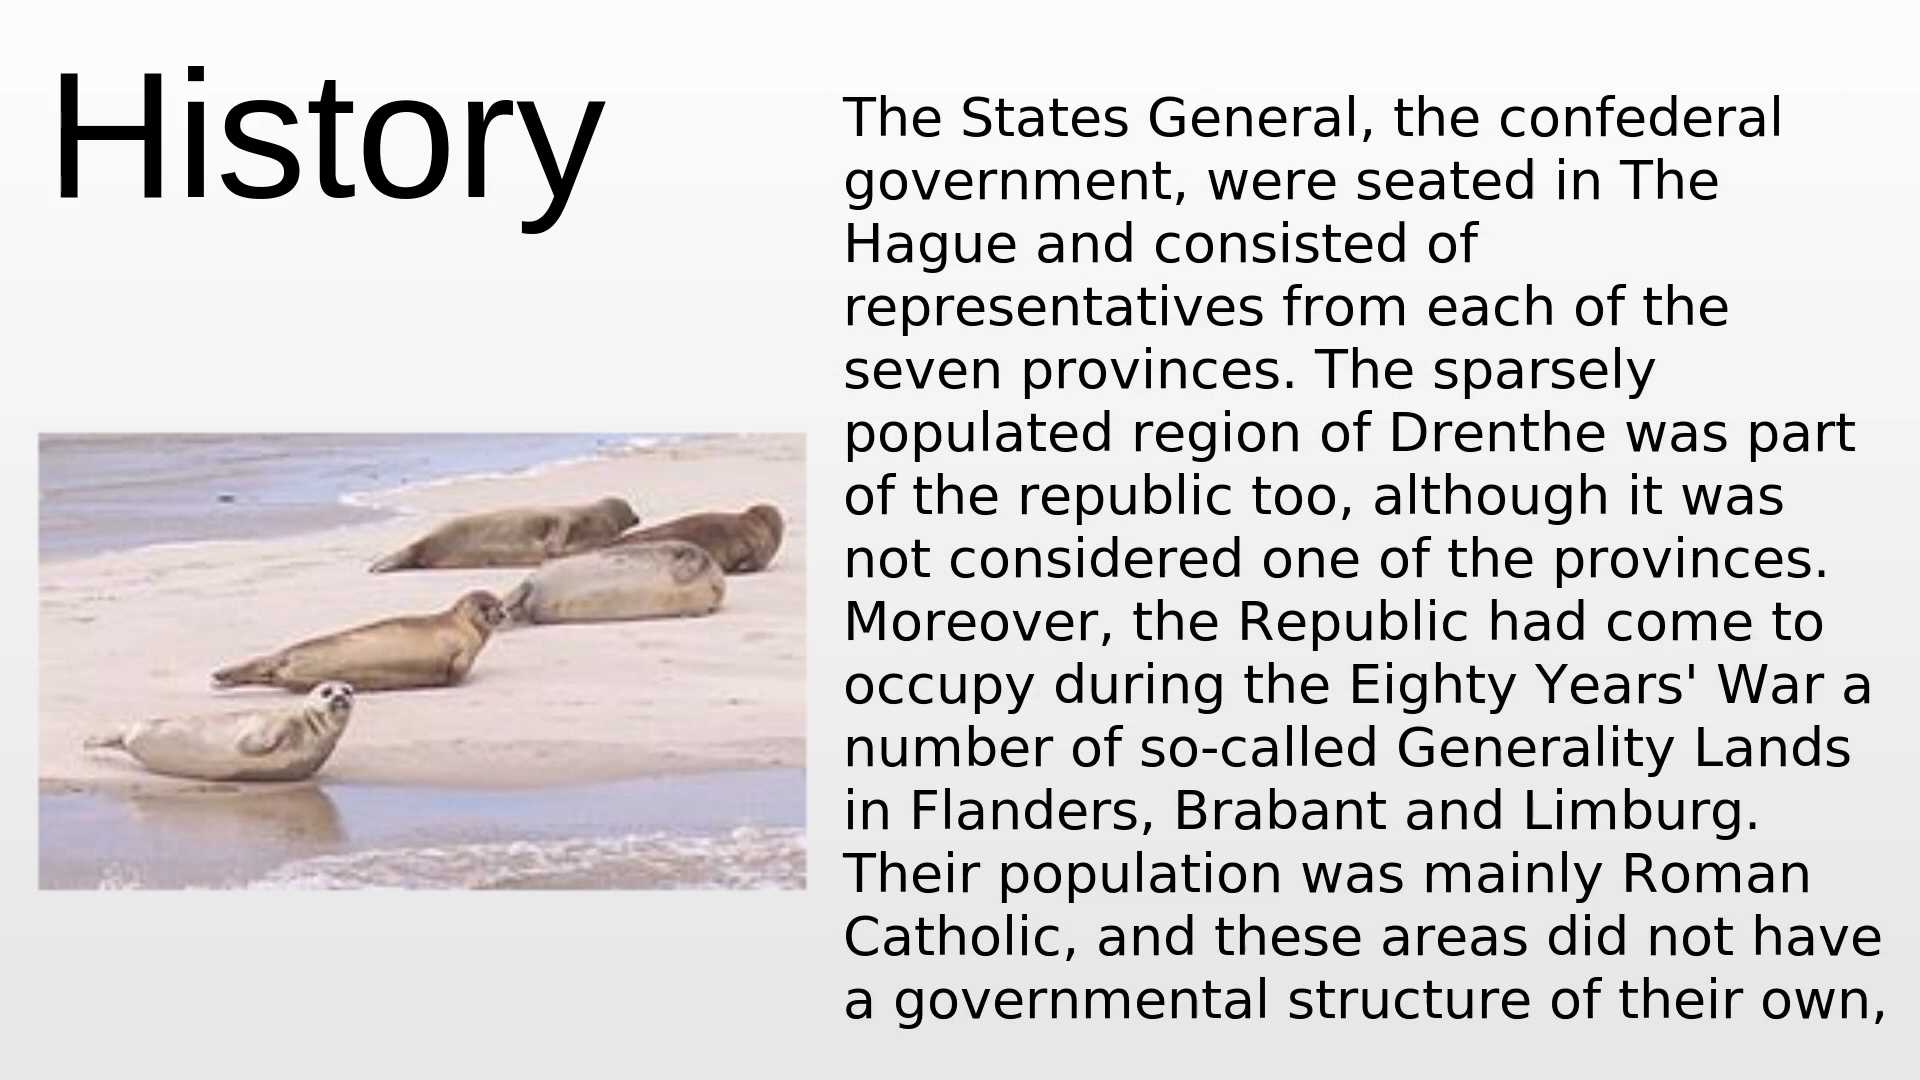 History
The States General, the confederal
government, were seated in The
Hague and consisted of
representatives from each of the
seven provinces. The sparsely
populated region of Drenthe was part
of the republic too, although it was
not considered one of the provinces.
Moreover, the Republic had come to
occupy during the Eighty Years' War a
number of so-called Generality Lands
in Flanders, Brabant and Limburg.
Their population was mainly Roman
Catholic, and these areas did not have
a governmental structure of their own,